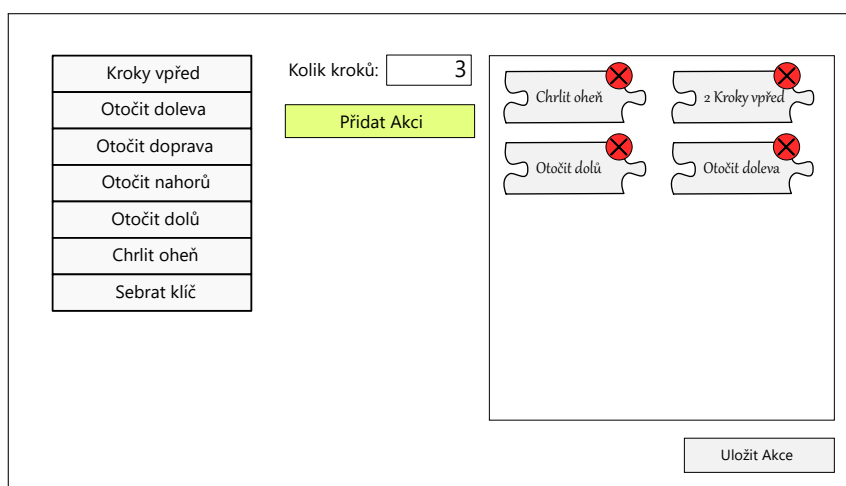 Kroky vpřed
Otočit doleva
Otočit doprava
Otočit nahorů
Otočit dolů
Chrlit oheň
Sebrat klíč
Kolik kroků: 3
Přidat Akci
Chrlit oheň
2 Kroky vpřed
Otočit dolů
Otočit doleva
Uložit Akce